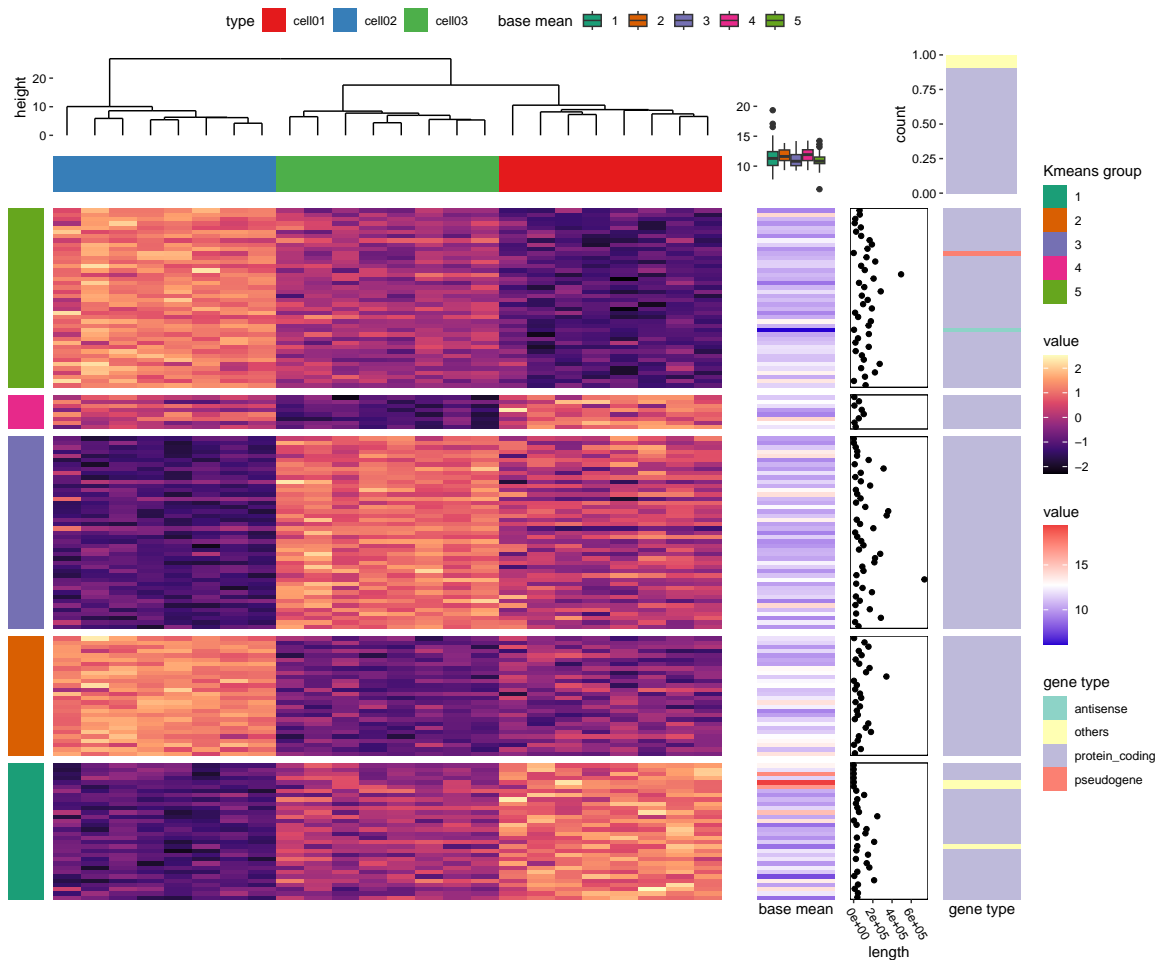 type cell01 cell02 cell03 base mean 1 2 3 4 5
height
20
10
0
20
15
10
count
1.00
0.75
0.50
0.25
0.00
Kmeans group
1
2
3
4
5
value
2
1
0
−1
−2
value
15
10
gene type
antisense
others
protein_coding
pseudogene
base mean
0e+00
2e+05
4e+05
6e+05
length
gene type